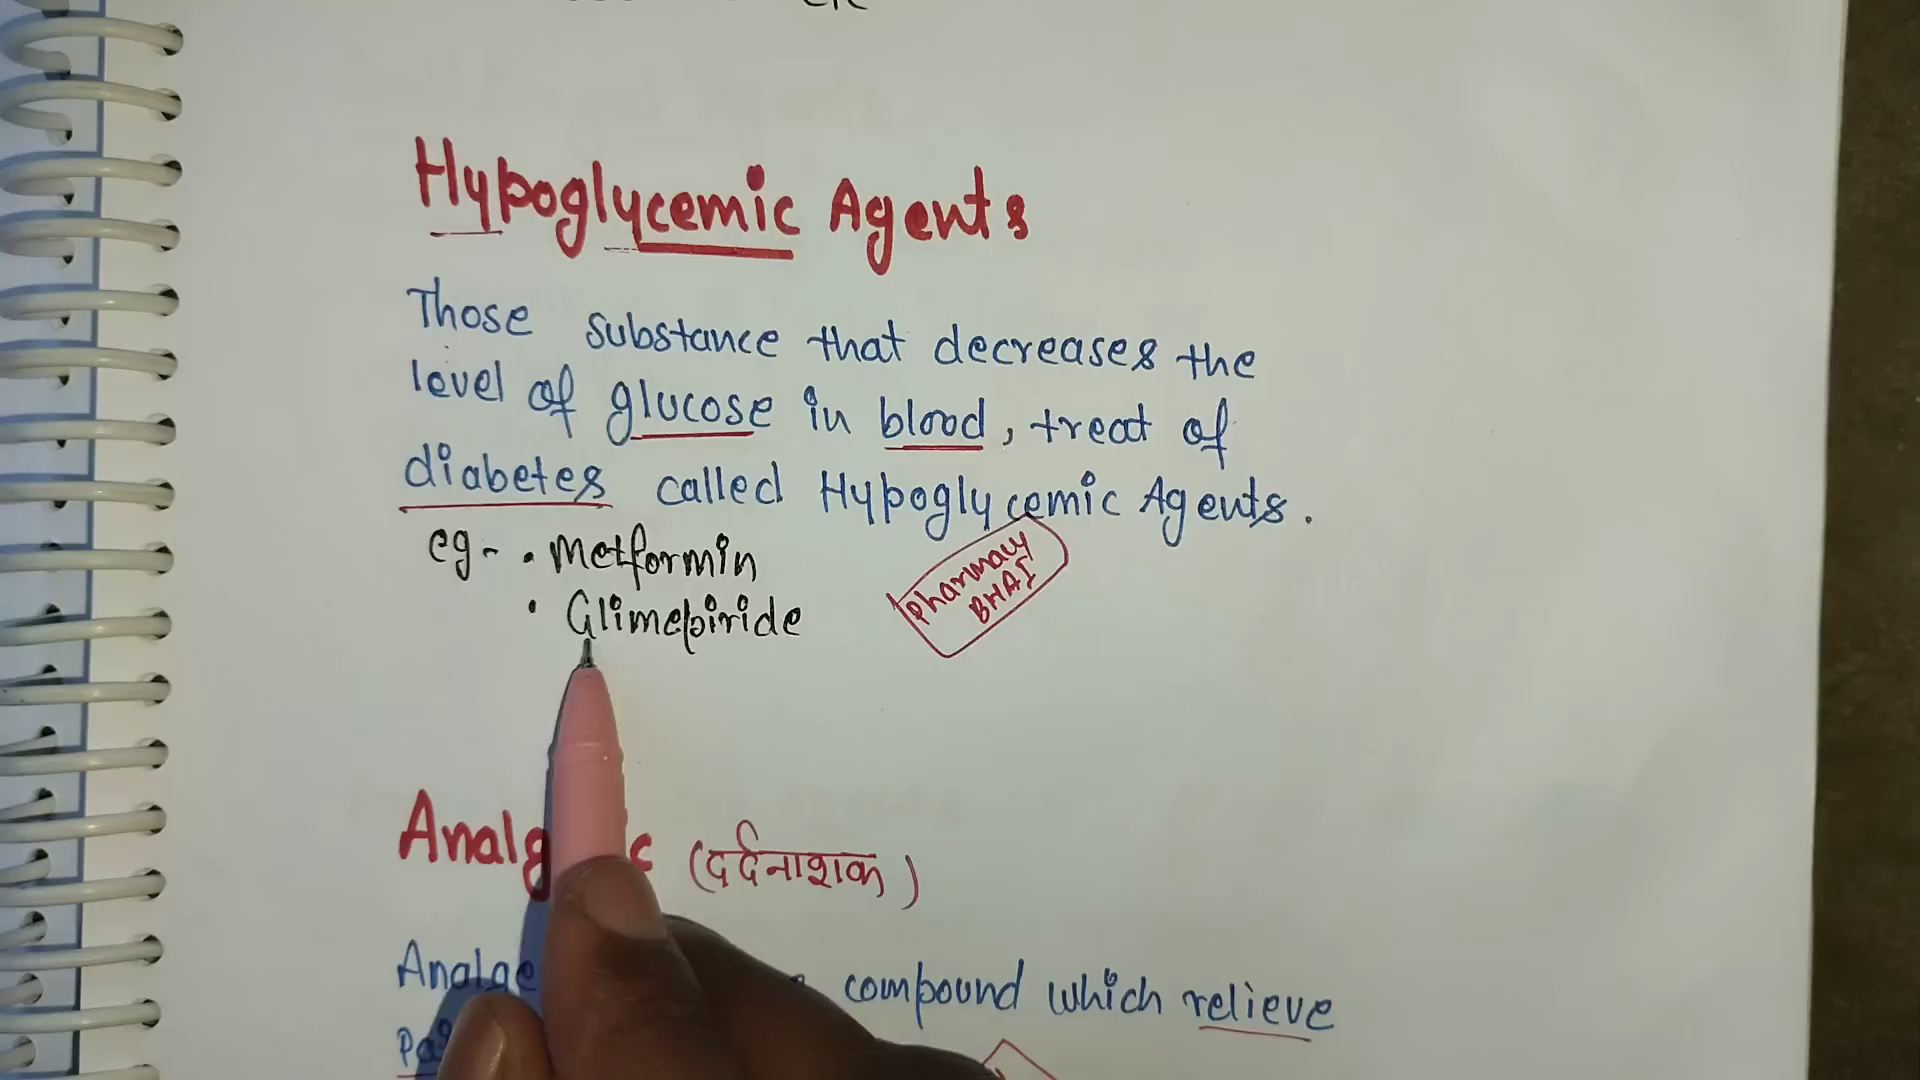 Hypoglycemic Agents
Those substance that decreases the
level of glucose in blood, treat of
diabetes called Hypoglycemic Agents.
eg- • Metformin
• Glimepiride
Pharmacy
BHAI
(दर्दनाशक)
compound which relieve